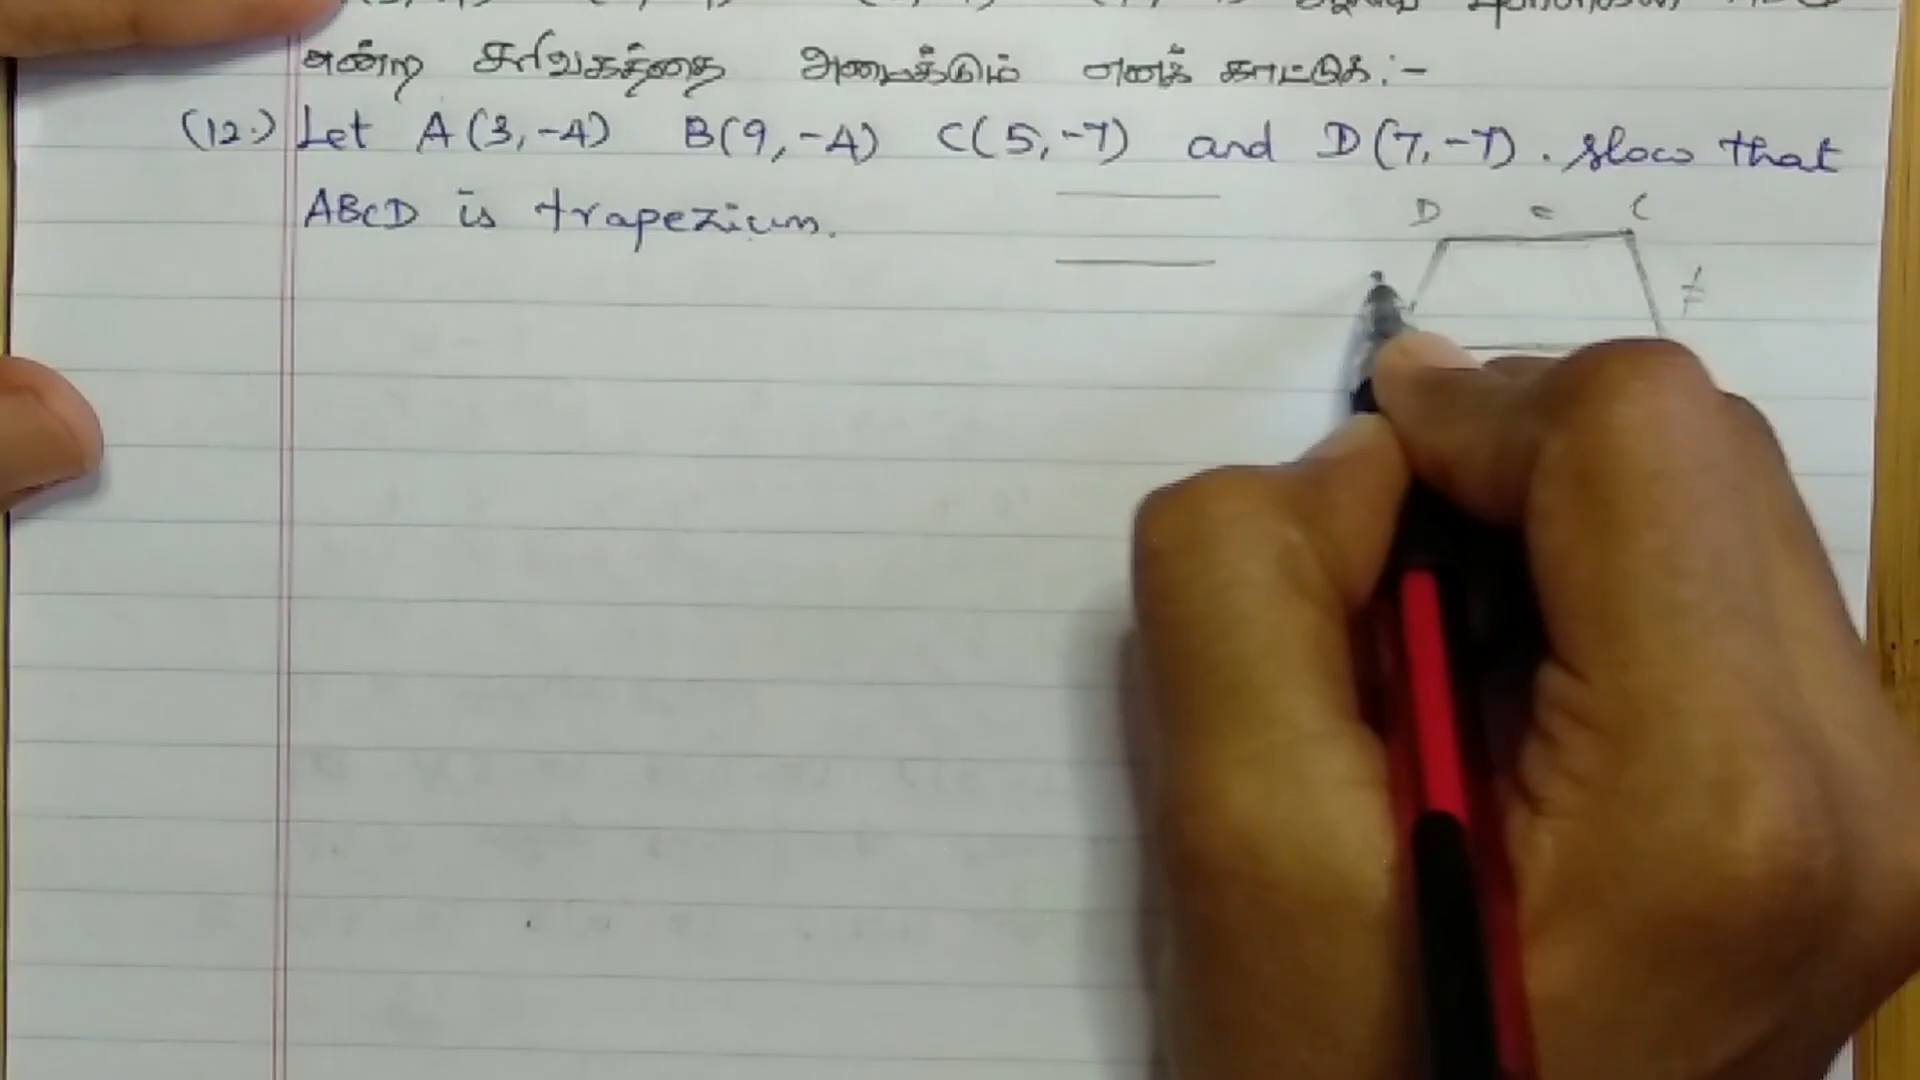 என்ற சரிவகத்தை அமைக்கும் எனக் காட்டுக:-
(12.) Let A(3,-4) B(9,-4) C(5,-7) and D(7,-7). Show that
ABCD is trapezium.
D = C
≠